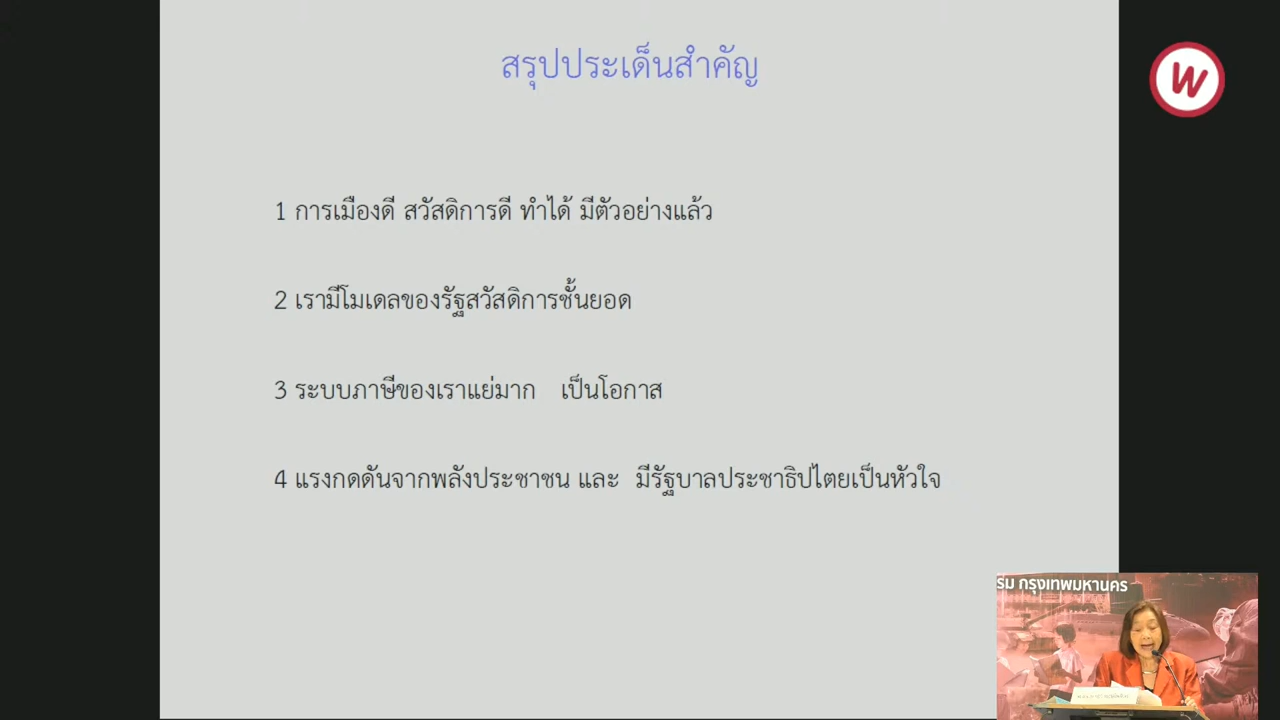 สรุปประเด็นสำคัญ
W
1 การเมืองดี สวัสดิการดี ทำได้ มีตัวอย่างแล้ว
2 เรามีโมเดลของรัฐสวัสดิการชั้นยอด
3 ระบบภาษีของเราแย่มาก เป็นโอกาส
4 แรงกดดันจากพลังประชาชน และ มีรัฐบาลประชาธิปไตยเป็นหัวใจ
รม กรุงเทพมหานคร